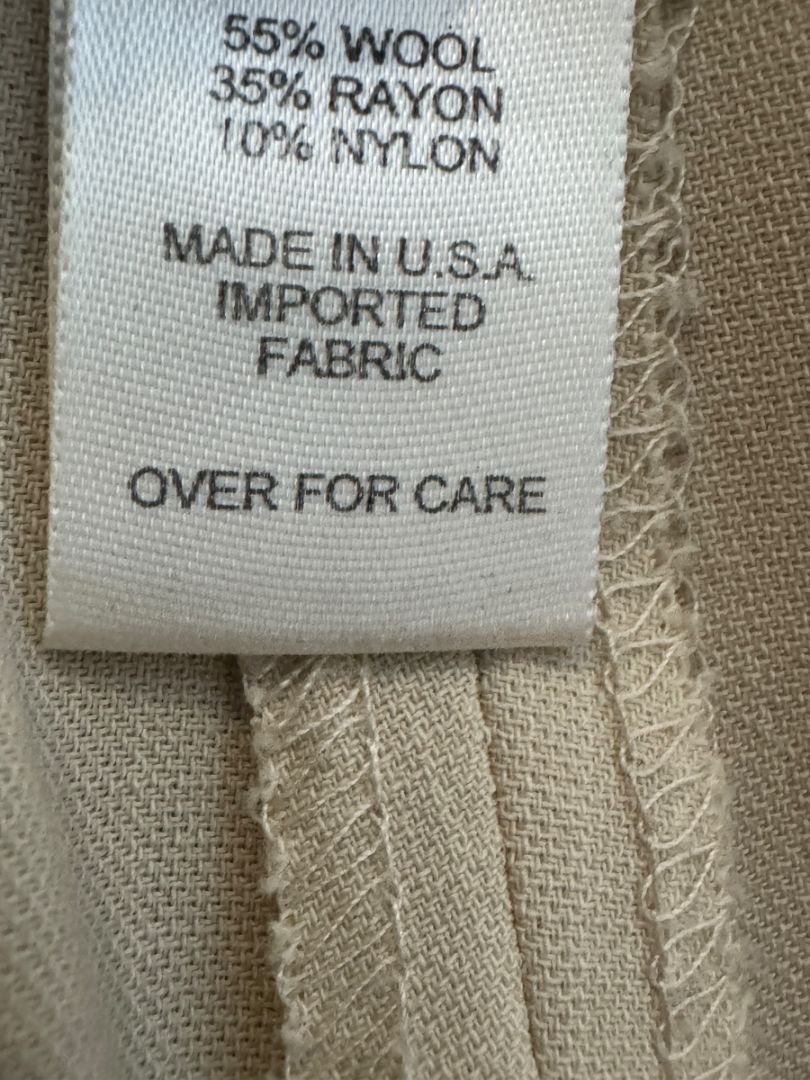 55% WOOL
35% RAYON
10% NYLON
MADE IN U.S.A.
IMPORTED
FABRIC
OVER FOR CARE